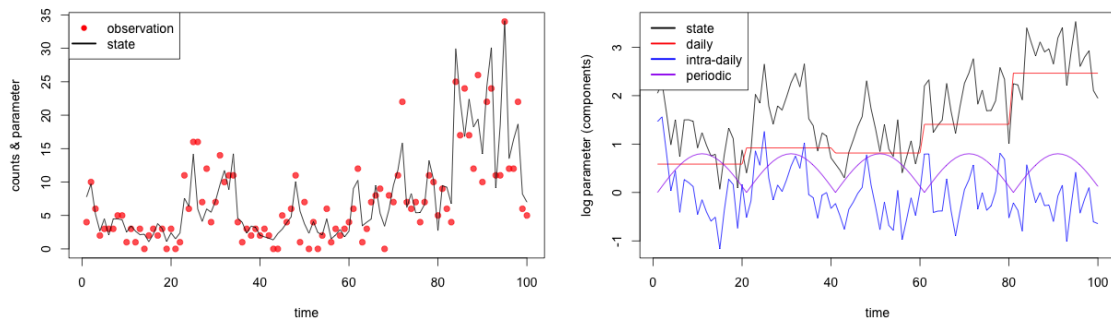 observation
state
35
30
25
20
15
10
5
0
counts & parameter
0 20 40 60 80 100
time
state
daily
intra-daily
periodic
3
2
1
0
-1
log parameter (components)
0 20 40 60 80 100
time